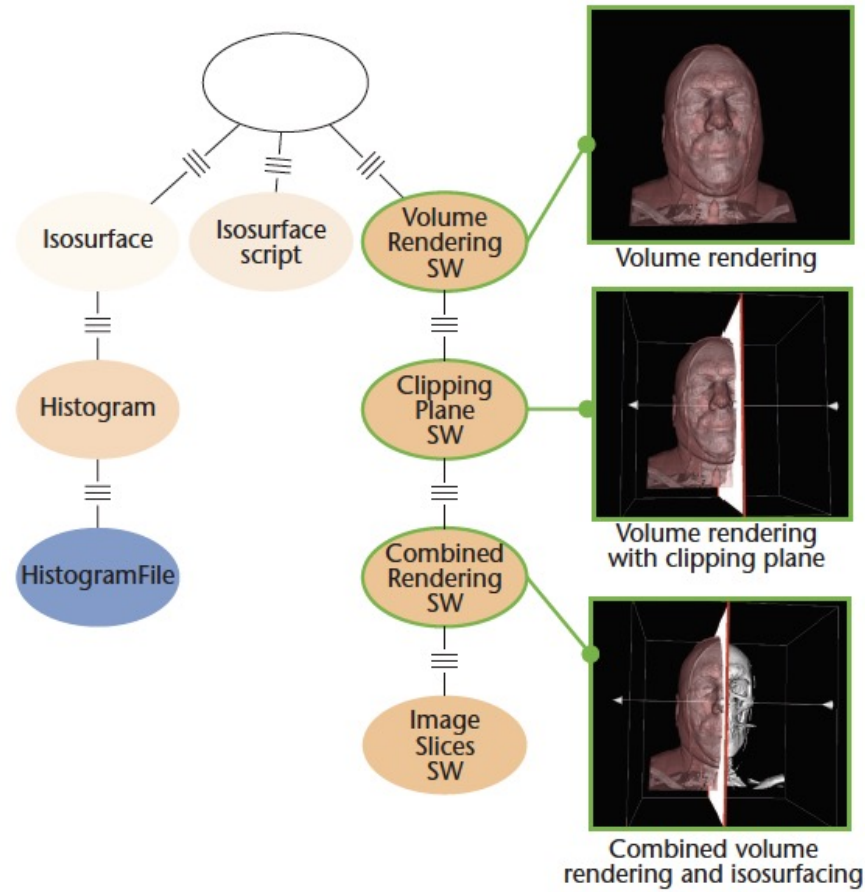 Isosurface
Isosurface
script
Volume
Rendering
SW
Volume rendering
Histogram
Clipping
Plane
SW
Volume rendering
with clipping plane
HistogramFile
Combined
Rendering
SW
Image
Slices
SW
Combined volume
rendering and isosurfacing